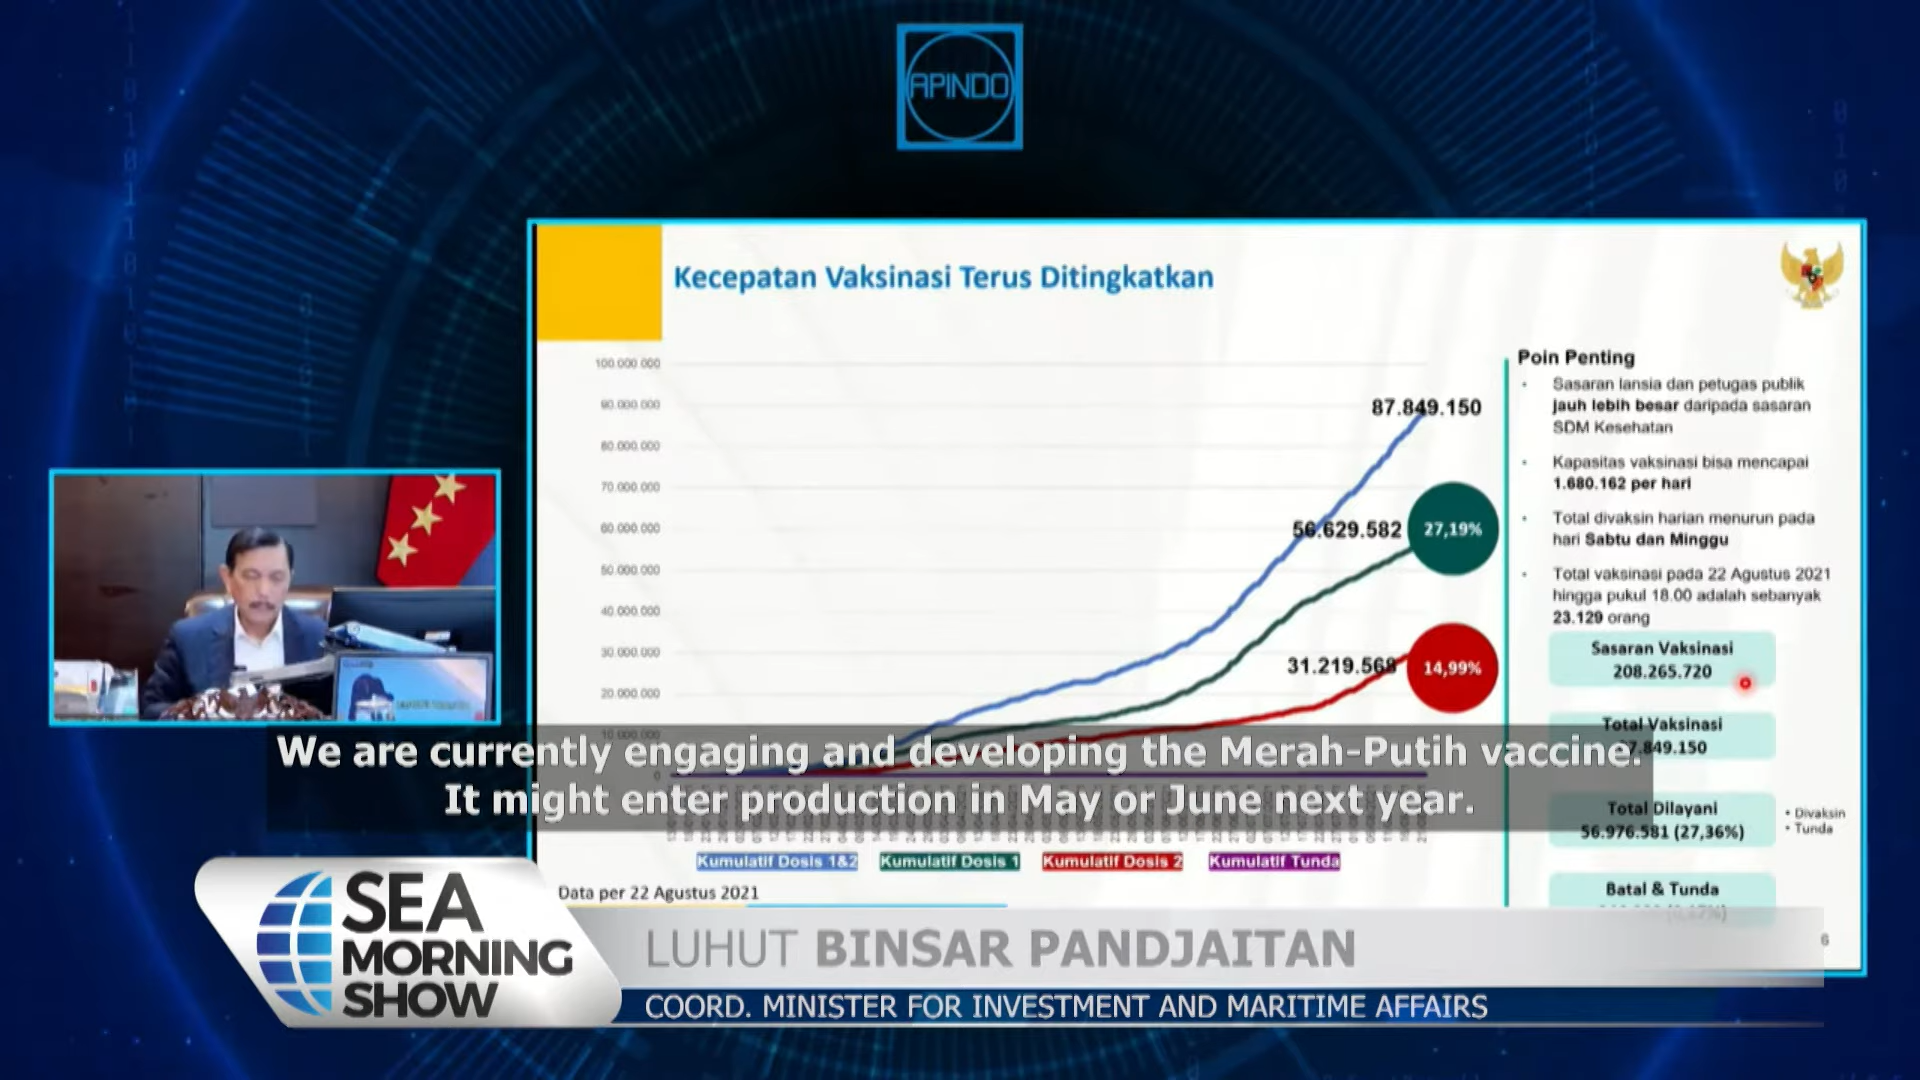 APINDO
Kecepatan Vaksinasi Terus Ditingkatkan
100.000.000
90.000.000
80.000.000
70.000.000
60.000.000
50.000.000
40.000.000
30.000.000
20.000.000
10.000.000
0
87.849.150
56.629.582
27,19%
31.219.568
14,99%
Kumulatif Dosis 1&2
Kumulatif Dosis 1
Kumulatif Dosis 2
Kumulatif Tunda
Data per 22 Agustus 2021
Poin Penting
• Sasaran lansia dan petugas publik
jauh lebih besar daripada sasaran
SDM Kesehatan
• Kapasitas vaksinasi bisa mencapai
1.680.162 per hari
• Total divaksin harian menurun pada
hari Sabtu dan Minggu
• Total vaksinasi pada 22 Agustus 2021
hingga pukul 18.00 adalah sebanyak
23.129 orang
Sasaran Vaksinasi
208.265.720
Total Vaksinasi
7.849.150
Total Dilayani
56.976.581 (27,36%)
• Divaksin
• Tunda
Batal & Tunda
6
We are currently engaging and developing the Merah-Putih vaccine.
It might enter production in May or June next year.
SEA
MORNING
SHOW
LUHUT BINSAR PANDJAITAN
COORD. MINISTER FOR INVESTMENT AND MARITIME AFFAIRS